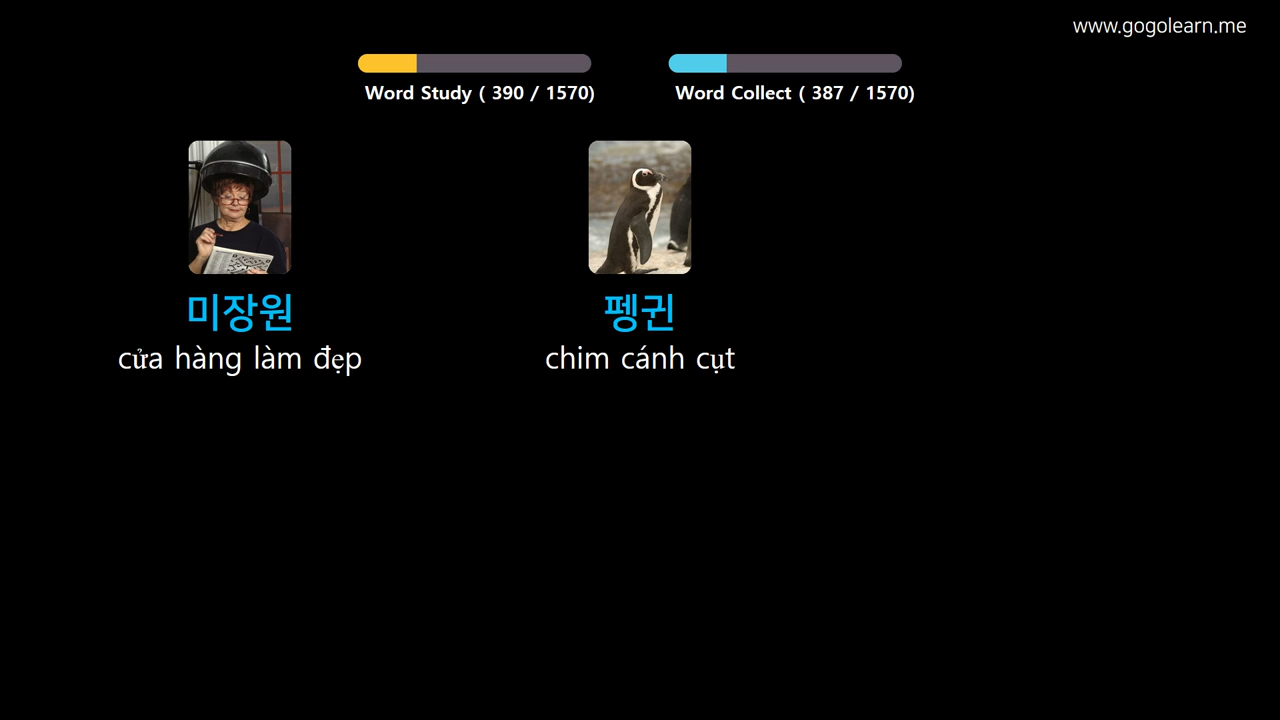 www.gogolearn.me
Word Study ( 390 / 1570)
Word Collect ( 387 / 1570)
미장원
펭귄
cửa hàng làm đẹp
chim cánh cụt